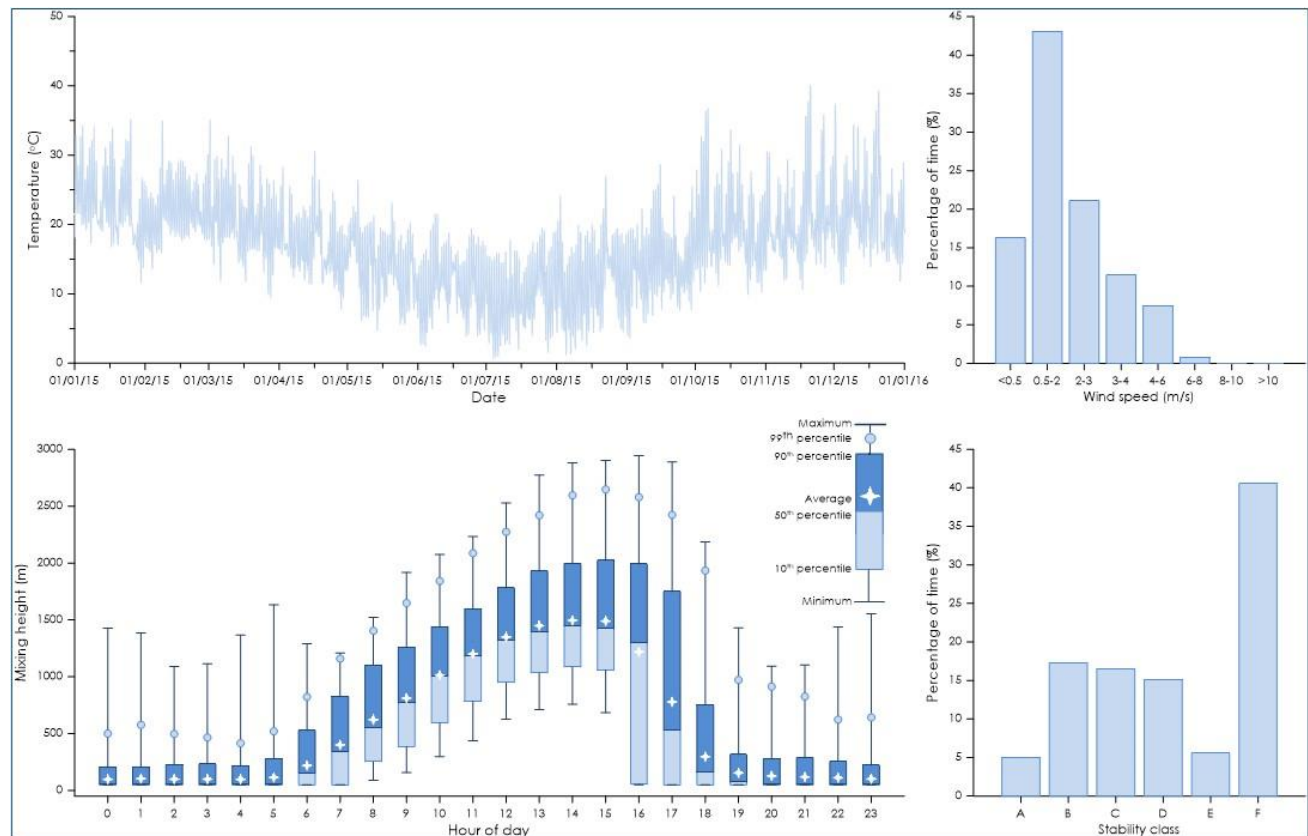 50
40
30
20
10
0
Temperature (°C)
01/01/15 01/02/15 01/03/15 01/04/15 01/05/15 01/06/15 01/07/15 01/08/15 01/09/15 01/10/15 01/11/15 01/12/15 01/01/16
Date
45
40
35
30
25
20
15
10
5
0
Percentage of time (%)
<0.5 0.5-2 2-3 3-4 4-6 6-8 8-10 >10
Wind speed (m/s)
3000
2500
2000
1500
1000
500
0
Mixing height (m)
0 1 2 3 4 5 6 7 8 9 10 11 12 13 14 15 16 17 18 19 20 21 22 23
Hour of day
Maximum
99th percentile
90th percentile
Average
50th percentile
10th percentile
Minimum
45
40
35
30
25
20
15
10
5
0
Percentage of time (%)
A B C D E F
Stability class